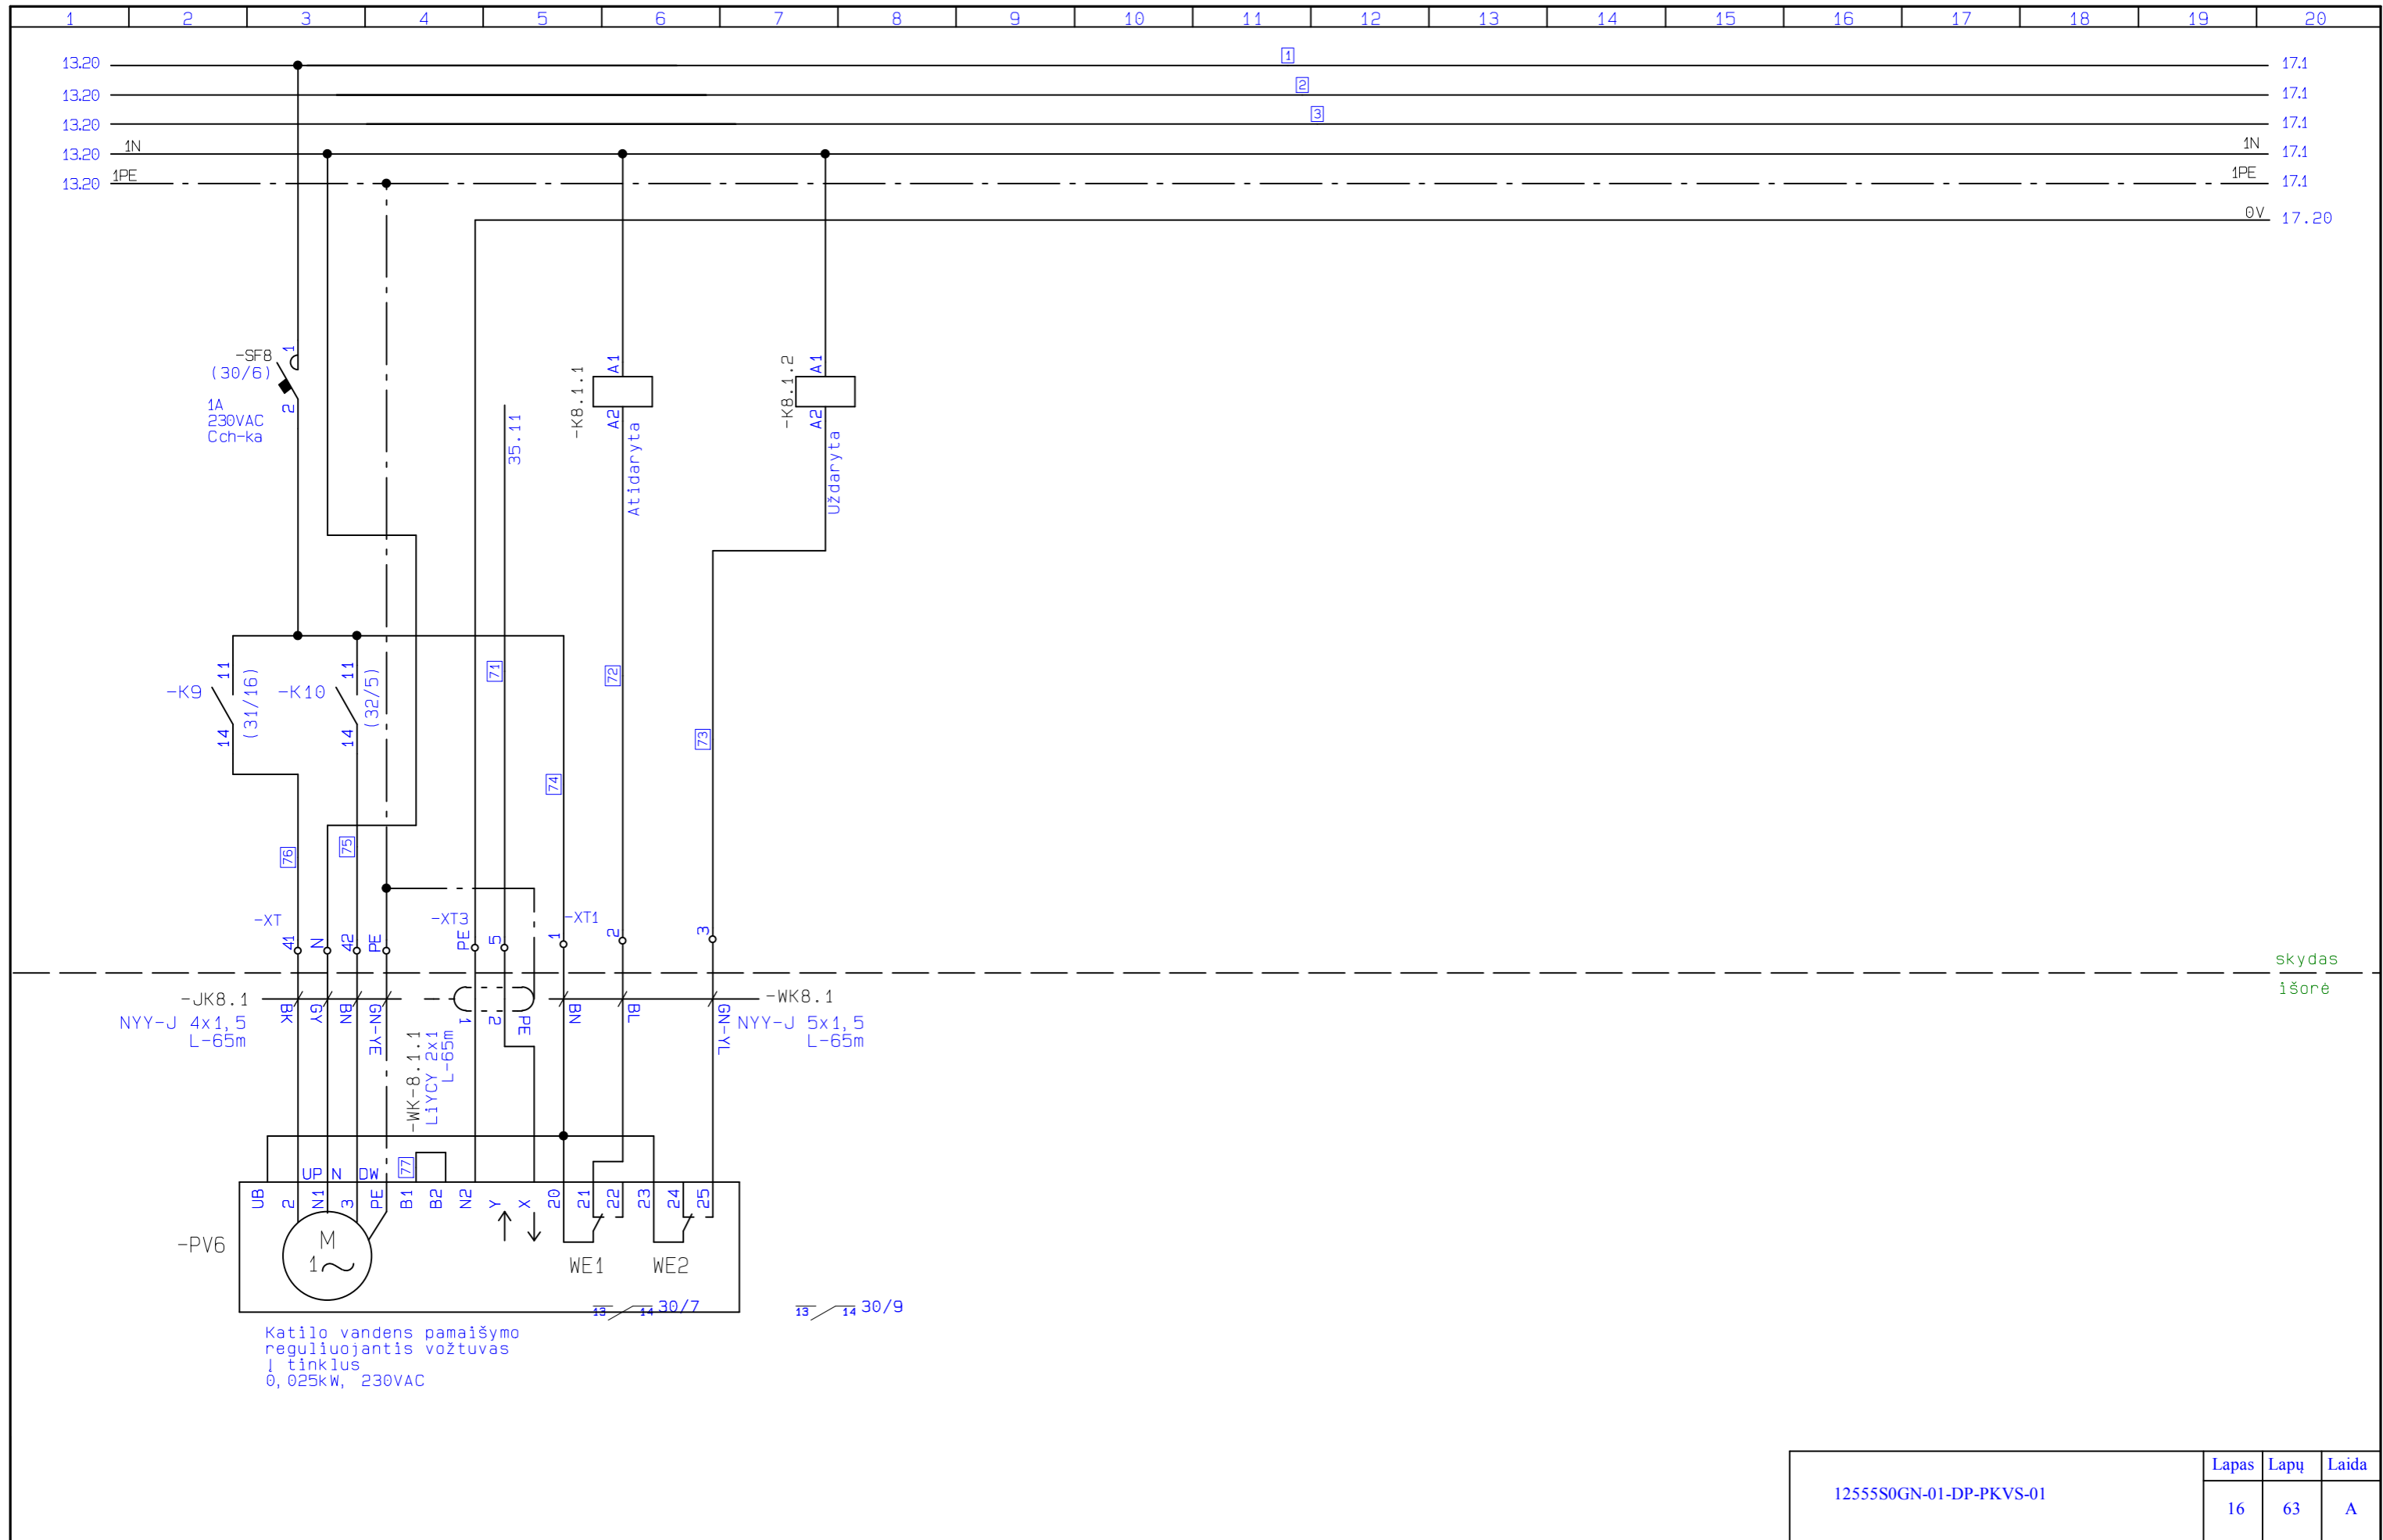 1 2 3 4 5 6 7 8 9 10 11 12 13 14 15 16 17 18 19 20
13.20 1 17.1
13.20 2 17.1
13.20 3 17.1
13.20 1N 1N 17.1
13.20 1PE 1PE 17.1
0V 17.20
-SF8
(30/6)
1A
230VAC
Cch-ka
1
2
35.11
-K8.1.1
A1
A2
Atidaryta
-K8.1.2
A1
A2
Uždaryta
-K9
11
14
(31/16)
-K10
11
14
(32/5)
71
72
73
74
76
75
-XT
41
N
42
PE
-XT3
PE
5
-XT1
1
2
3
skydas
išorė
-JK8.1
NYY-J 4x1,5
L-65m
BK
GY
BN
GN-YE
-WK-8.1.1
LiYCY 2x1
L-65m
1
2
PE
BN
BL
GN-YL
-WK8.1
NYY-J 5x1,5
L-65m
UP N DW
77
UB 2 N1 3 PE B1 B2 N2 Y X 20 21 22 23 24 25
-PV6
M
1
WE1 WE2
13 14 30/7
13 14 30/9
Katilo vandens pamaišymo
reguliuojantis vožtuvas
Į tinklus
0,025kW, 230VAC
12555S0GN-01-DP-PKVS-01
Lapas Lapų Laida
16 63 A